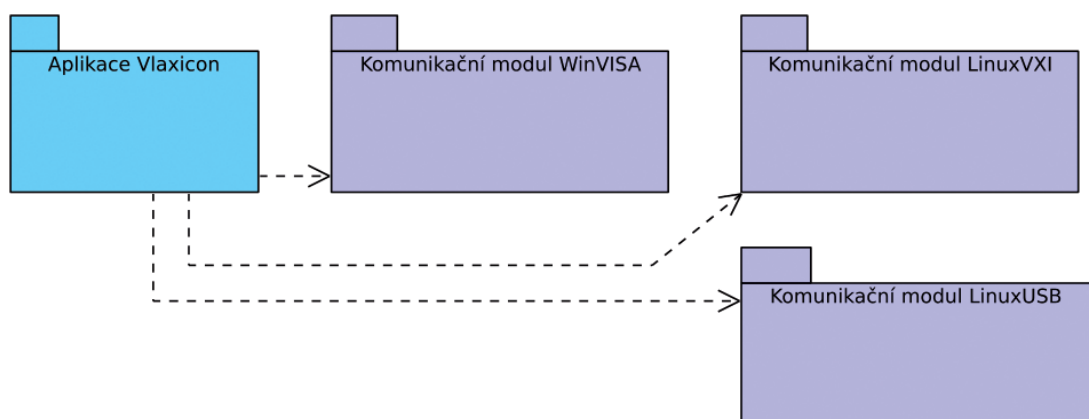 Aplikace Vlaxicon
Komunikační modul WinVISA
Komunikační modul LinuxVXI
Komunikační modul LinuxUSB